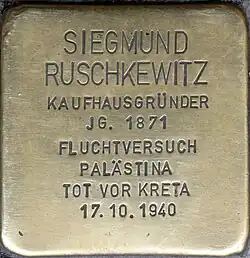 SIEGMUND
RUSCHKEWITZ
KAUFHAUSGRÜNDER
JG. 1871
FLUCHTVERSUCH
PALÄSTINA
TOT VOR KRETA
17.10.1940